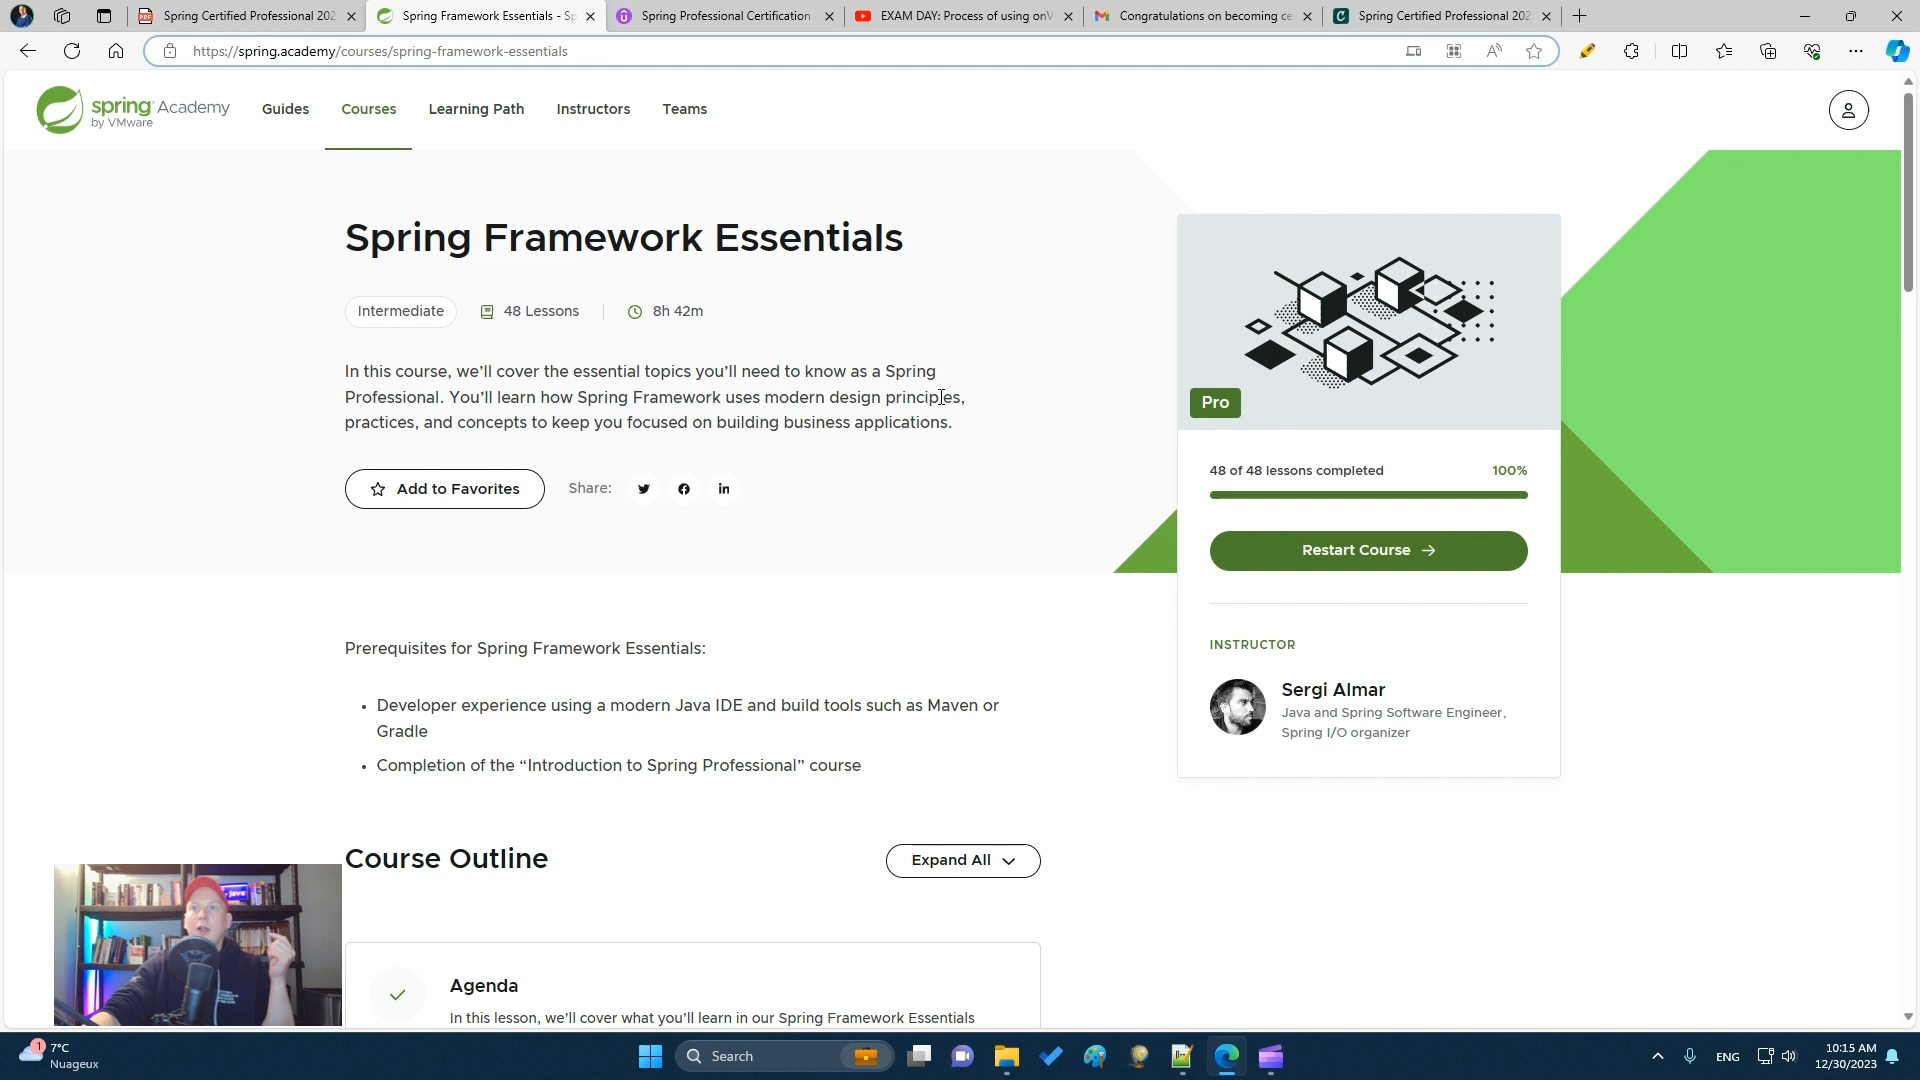 Spring Certified Professional 202
Spring Framework Essentials - Sp
Spring Professional Certification
EXAM DAY: Process of using onV
Congratulations on becoming ce
Spring Certified Professional 202
https://spring.academy/courses/spring-framework-essentials
spring Academy
by VMware
Guides
Courses
Learning Path
Instructors
Teams
Spring Framework Essentials
Intermediate
48 Lessons
8h 42m
In this course, we’ll cover the essential topics you’ll need to know as a Spring
Professional. You’ll learn how Spring Framework uses modern design principles,
practices, and concepts to keep you focused on building business applications.
Add to Favorites
Share:
Pro
48 of 48 lessons completed
100%
Restart Course
INSTRUCTOR
Sergi Almar
Java and Spring Software Engineer,
Spring I/O organizer
Prerequisites for Spring Framework Essentials:
• Developer experience using a modern Java IDE and build tools such as Maven or
Gradle
• Completion of the “Introduction to Spring Professional” course
Course Outline
Expand All
Agenda
In this lesson, we’ll cover what you’ll learn in our Spring Framework Essentials
1
7°C
Nuageux
Search
ENG
10:15 AM
12/30/2023